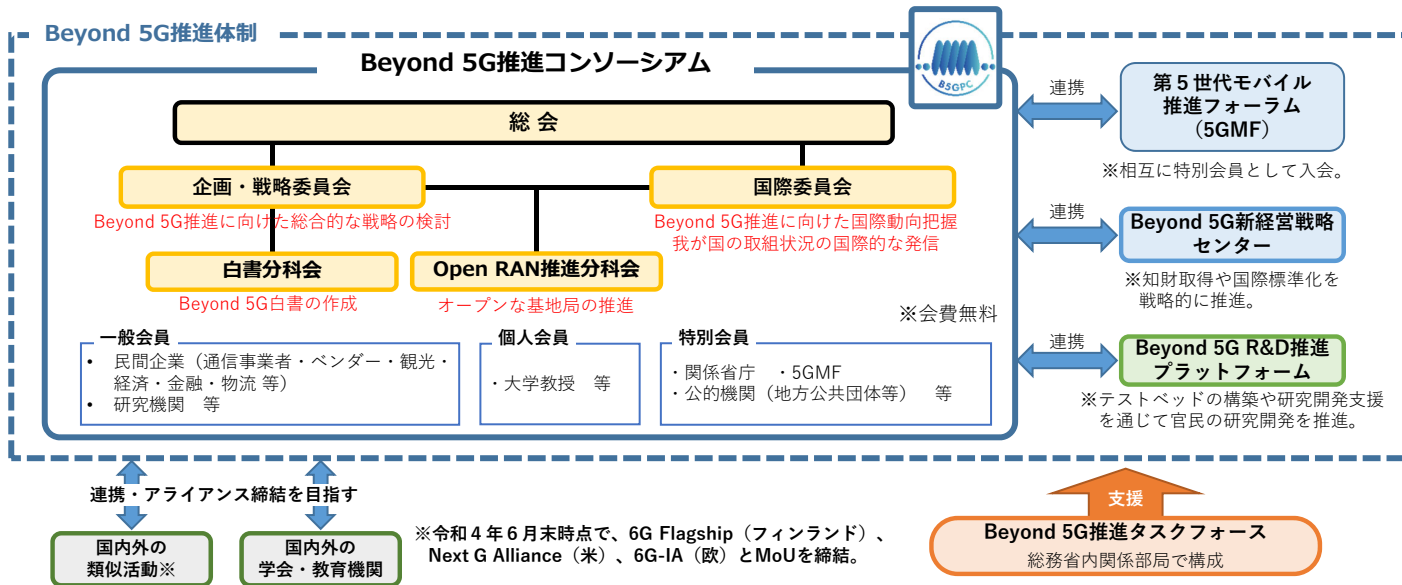 Beyond 5G推進体制
Beyond 5G推進コンソーシアム
B5GPC
総 会
企画・戦略委員会
Beyond 5G推進に向けた総合的な戦略の検討
国際委員会
Beyond 5G推進に向けた国際動向把握
我が国の取組状況の国際的な発信
白書分科会
Beyond 5G白書の作成
Open RAN推進分科会
オープンな基地局の推進
※会費無料
一般会員
• 民間企業（通信事業者・ベンダー・観光・
経済・金融・物流 等）
• 研究機関　等
個人会員
・大学教授　等
特別会員
・関係省庁　・5GMF
・公的機関（地方公共団体等）　等
連携
第５世代モバイル
推進フォーラム
（5GMF）
※相互に特別会員として入会。
連携
Beyond 5G新経営戦略
センター
※知財取得や国際標準化を
戦略的に推進。
連携
Beyond 5G R&D推進
プラットフォーム
※テストベッドの構築や研究開発支援
を通じて官民の研究開発を推進。
連携・アライアンス締結を目指す
国内外の
類似活動※
国内外の
学会・教育機関
※令和４年６月末時点で、6G Flagship（フィンランド）、
Next G Alliance（米）、6G-IA（欧）とMoUを締結。
支援
Beyond 5G推進タスクフォース
総務省内関係部局で構成